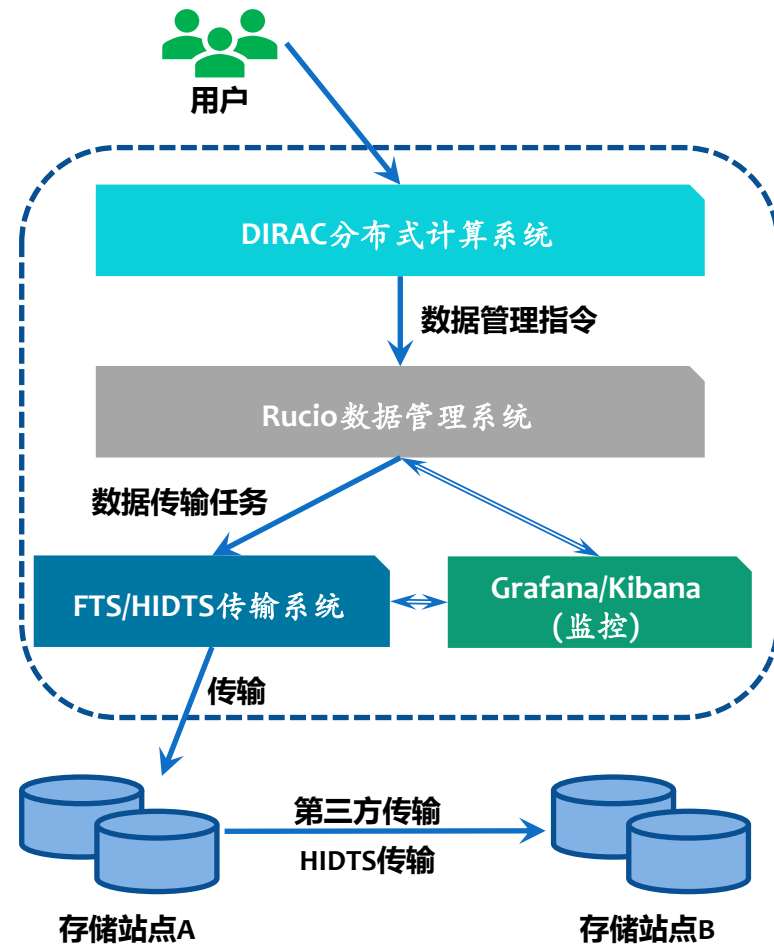 用户
DIRAC分布式计算系统
数据管理指令
Rucio数据管理系统
数据传输任务
FTS/HIDTS传输系统
Grafana/Kibana
(监控)
传输
第三方传输
HIDTS传输
存储站点A
存储站点B